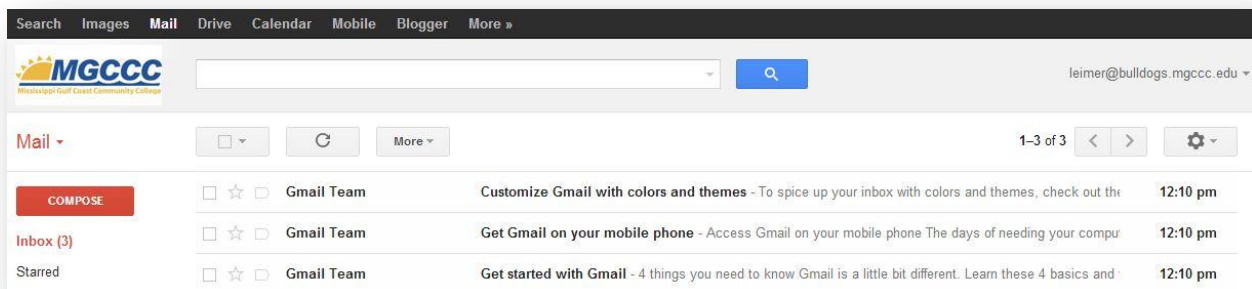 Search Images Mail Drive Calendar Mobile Blogger More »
MGCCC
Mississippi Gulf Coast Community College
leimer@bulldogs.mgccc.edu
Mail
More
1–3 of 3
COMPOSE
Gmail Team Customize Gmail with colors and themes - To spice up your inbox with colors and themes, check out the 12:10 pm
Inbox (3)
Gmail Team Get Gmail on your mobile phone - Access Gmail on your mobile phone The days of needing your compu 12:10 pm
Starred
Gmail Team Get started with Gmail - 4 things you need to know Gmail is a little bit different. Learn these 4 basics and 12:10 pm